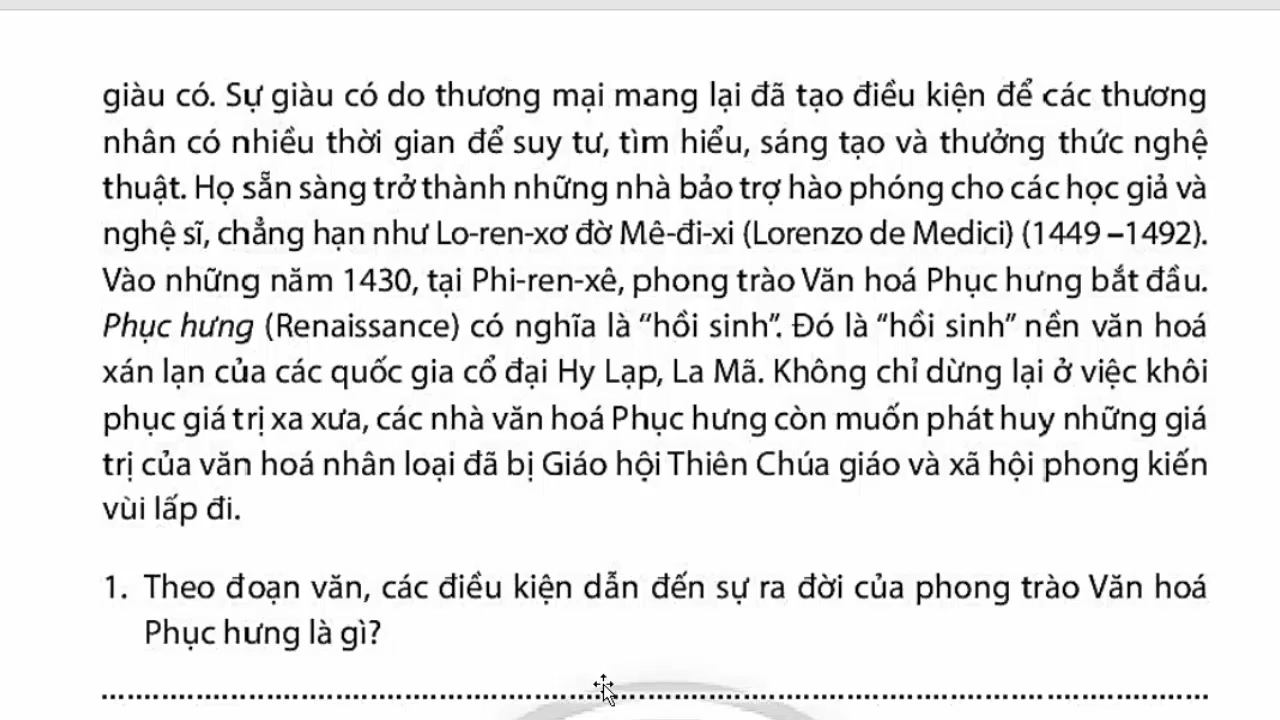 giàu có. Sự giàu có do thương mại mang lại đã tạo điều kiện để các thương
nhân có nhiều thời gian để suy tư, tìm hiểu, sáng tạo và thưởng thức nghệ
thuật. Họ sẵn sàng trở thành những nhà bảo trợ hào phóng cho các học giả và
nghệ sĩ, chẳng hạn như Lo-ren-xơ đờ Mê-đi-xi (Lorenzo de Medici) (1449 –1492).
Vào những năm 1430, tại Phi-ren-xê, phong trào Văn hoá Phục hưng bắt đầu.
Phục hưng (Renaissance) có nghĩa là “hồi sinh”. Đó là “hồi sinh” nền văn hoá
xán lạn của các quốc gia cổ đại Hy Lạp, La Mã. Không chỉ dừng lại ở việc khôi
phục giá trị xa xưa, các nhà văn hoá Phục hưng còn muốn phát huy những giá
trị của văn hoá nhân loại đã bị Giáo hội Thiên Chúa giáo và xã hội phong kiến
vùi lấp đi.
1. Theo đoạn văn, các điều kiện dẫn đến sự ra đời của phong trào Văn hoá
Phục hưng là gì?